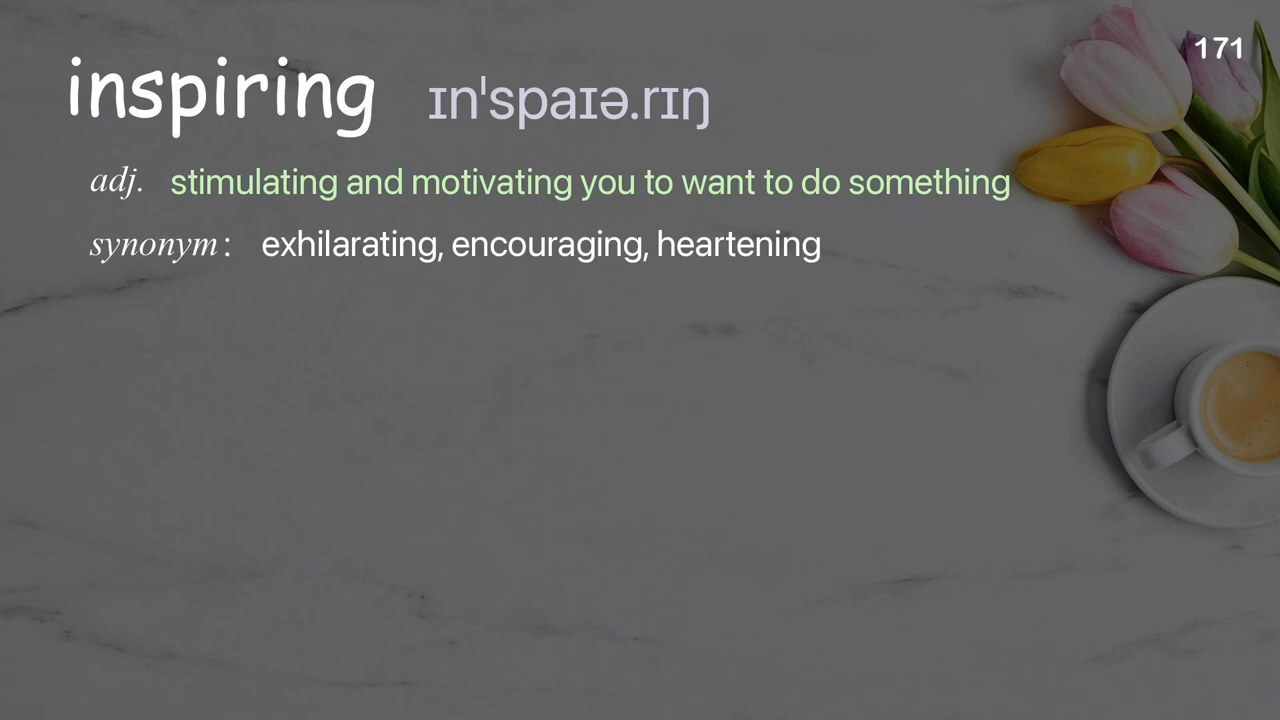 171
inspiring ɪnˈspaɪə.rɪŋ
adj. stimulating and motivating you to want to do something
synonym : exhilarating, encouraging, heartening